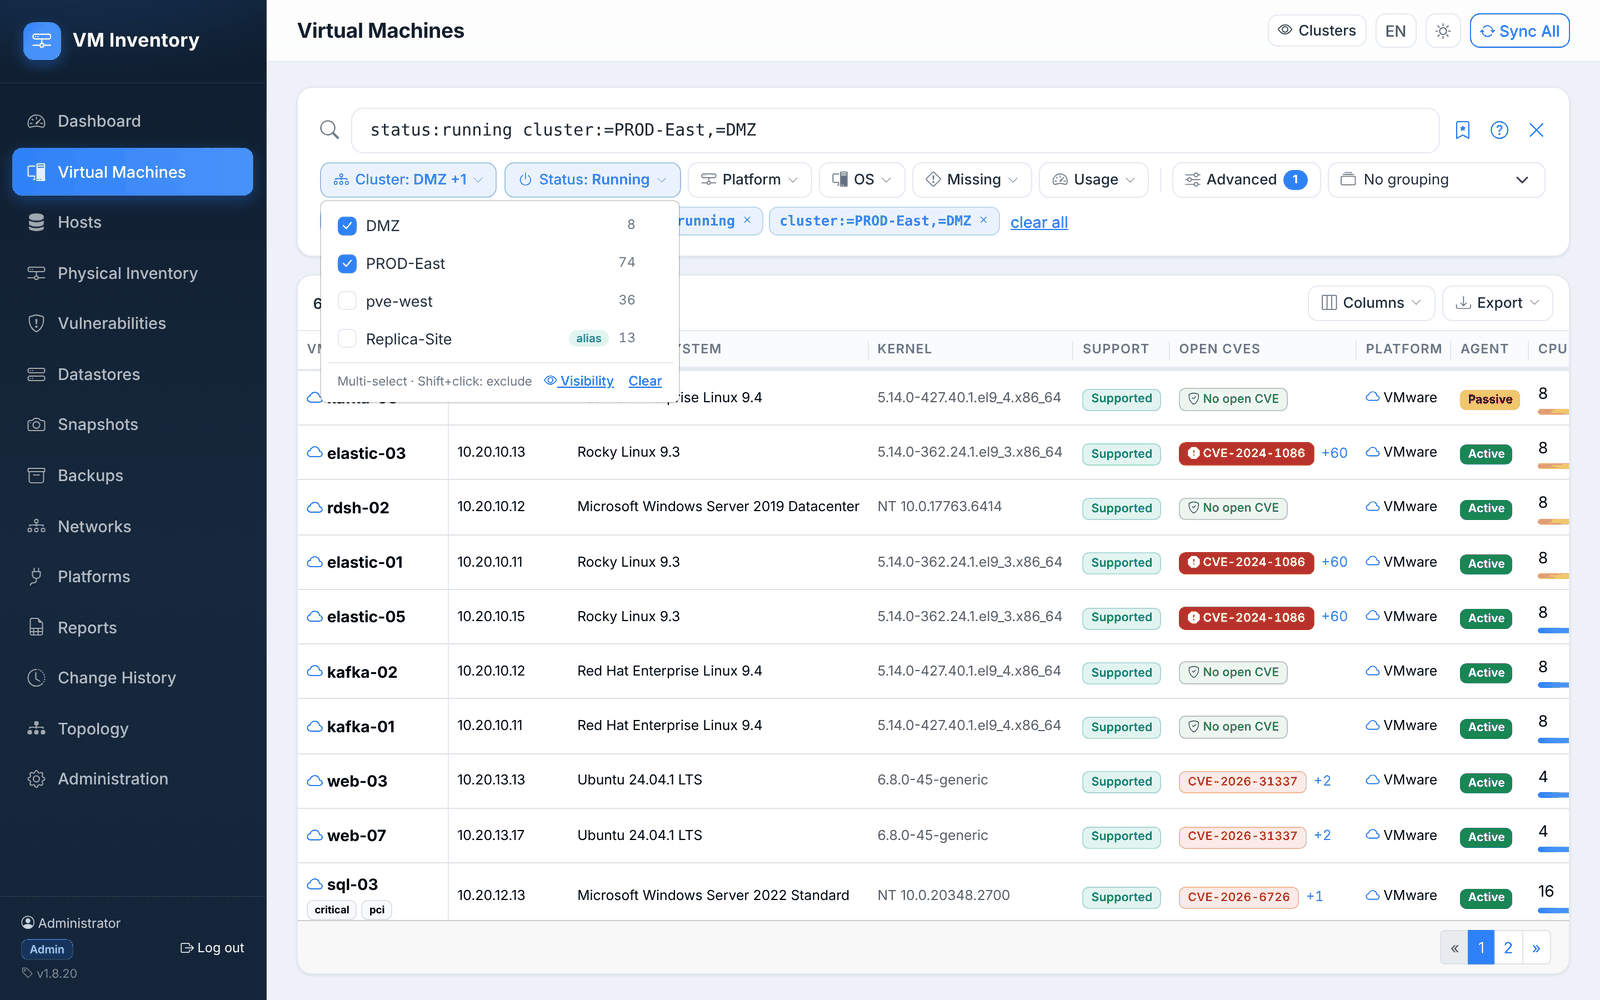 VM Inventory
Dashboard
Virtual Machines
Hosts
Physical Inventory
Vulnerabilities
Datastores
Snapshots
Backups
Networks
Platforms
Reports
Change History
Topology
Administration
Administrator
Admin
Log out
v1.8.20
Virtual Machines
Clusters
EN
Sync All
status:running cluster:=PROD-East,=DMZ
Cluster: DMZ +1
Status: Running
Platform
OS
Missing
Usage
Advanced 1
No grouping
running ×
cluster:=PROD-East,=DMZ ×
clear all
DMZ 8
PROD-East 74
pve-west 36
Replica-Site alias 13
Multi-select · Shift+click: exclude Visibility Clear
6
Columns
Export
KERNEL SUPPORT OPEN CVES PLATFORM AGENT CPU
Linux 9.4 5.14.0-427.40.1.el9_4.x86_64 Supported No open CVE VMware Passive 8
elastic-03 10.20.10.13 Rocky Linux 9.3 5.14.0-362.24.1.el9_3.x86_64 Supported CVE-2024-1086 +60 VMware Active 8
rdsh-02 10.20.10.12 Microsoft Windows Server 2019 Datacenter NT 10.0.17763.6414 Supported No open CVE VMware Active 8
elastic-01 10.20.10.11 Rocky Linux 9.3 5.14.0-362.24.1.el9_3.x86_64 Supported CVE-2024-1086 +60 VMware Active 8
elastic-05 10.20.10.15 Rocky Linux 9.3 5.14.0-362.24.1.el9_3.x86_64 Supported CVE-2024-1086 +60 VMware Active 8
kafka-02 10.20.10.12 Red Hat Enterprise Linux 9.4 5.14.0-427.40.1.el9_4.x86_64 Supported No open CVE VMware Active 8
kafka-01 10.20.10.11 Red Hat Enterprise Linux 9.4 5.14.0-427.40.1.el9_4.x86_64 Supported No open CVE VMware Active 8
web-03 10.20.13.13 Ubuntu 24.04.1 LTS 6.8.0-45-generic Supported CVE-2026-31337 +2 VMware Active 4
web-07 10.20.13.17 Ubuntu 24.04.1 LTS 6.8.0-45-generic Supported CVE-2026-31337 +2 VMware Active 4
sql-03 10.20.12.13 Microsoft Windows Server 2022 Standard NT 10.0.20348.2700 Supported CVE-2026-6726 +1 VMware Active 16
critical pci
« 1 2 »